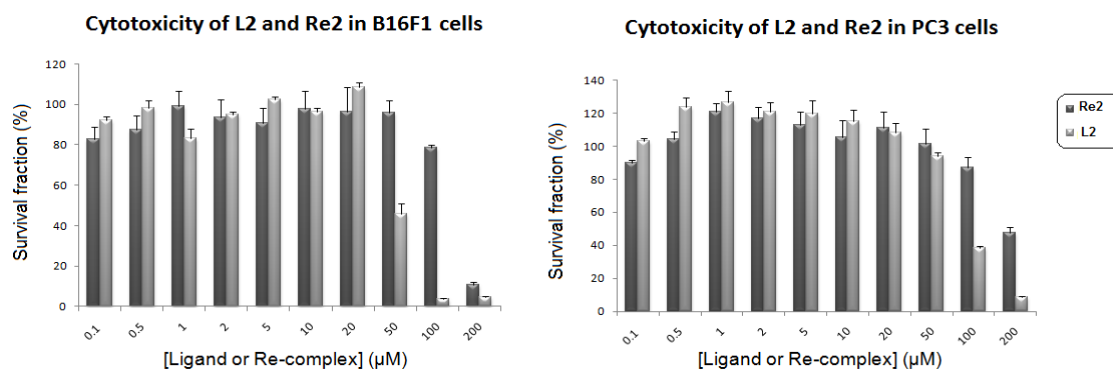 Cytotoxicity of L2 and Re2 in B16F1 cells
Survival fraction (%)
120
100
80
60
40
20
0
0.1 0.5 1 2 5 10 20 50 100 200
[Ligand or Re-complex] (µM)
Cytotoxicity of L2 and Re2 in PC3 cells
Survival fraction (%)
140
120
100
80
60
40
20
0
0.1 0.5 1 2 5 10 20 50 100 200
[Ligand or Re-complex] (µM)
Re2
L2